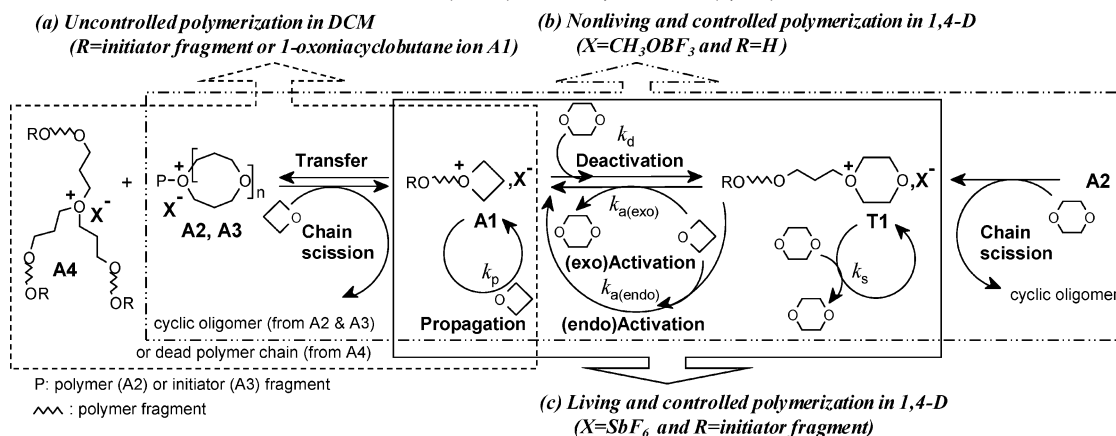 (a) Uncontrolled polymerization in DCM
(R=initiator fragment or 1-oxoniacyclobutane ion A1)
(b) Nonliving and controlled polymerization in 1,4-D
(X=CH3OBF3 and R=H)
RO
O
+
O
X-
A4
O
OR
O
OR
+
P-O
+
O
n
X-
A2, A3
Transfer
O
Chain
scission
cyclic oligomer (from A2 & A3)
or dead polymer chain (from A4)
RO
+
O
,X-
A1
kp
O
Propagation
O
O
kd
Deactivation
ka(exo)
O
O
O
(exo)Activation
ka(endo)
(endo)Activation
RO
O
+
O
O,X-
T1
O
O
ks
O
O
A2
O
O
Chain
scission
cyclic oligomer
P: polymer (A2) or initiator (A3) fragment
: polymer fragment
(c) Living and controlled polymerization in 1,4-D
(X=SbF6 and R=initiator fragment)